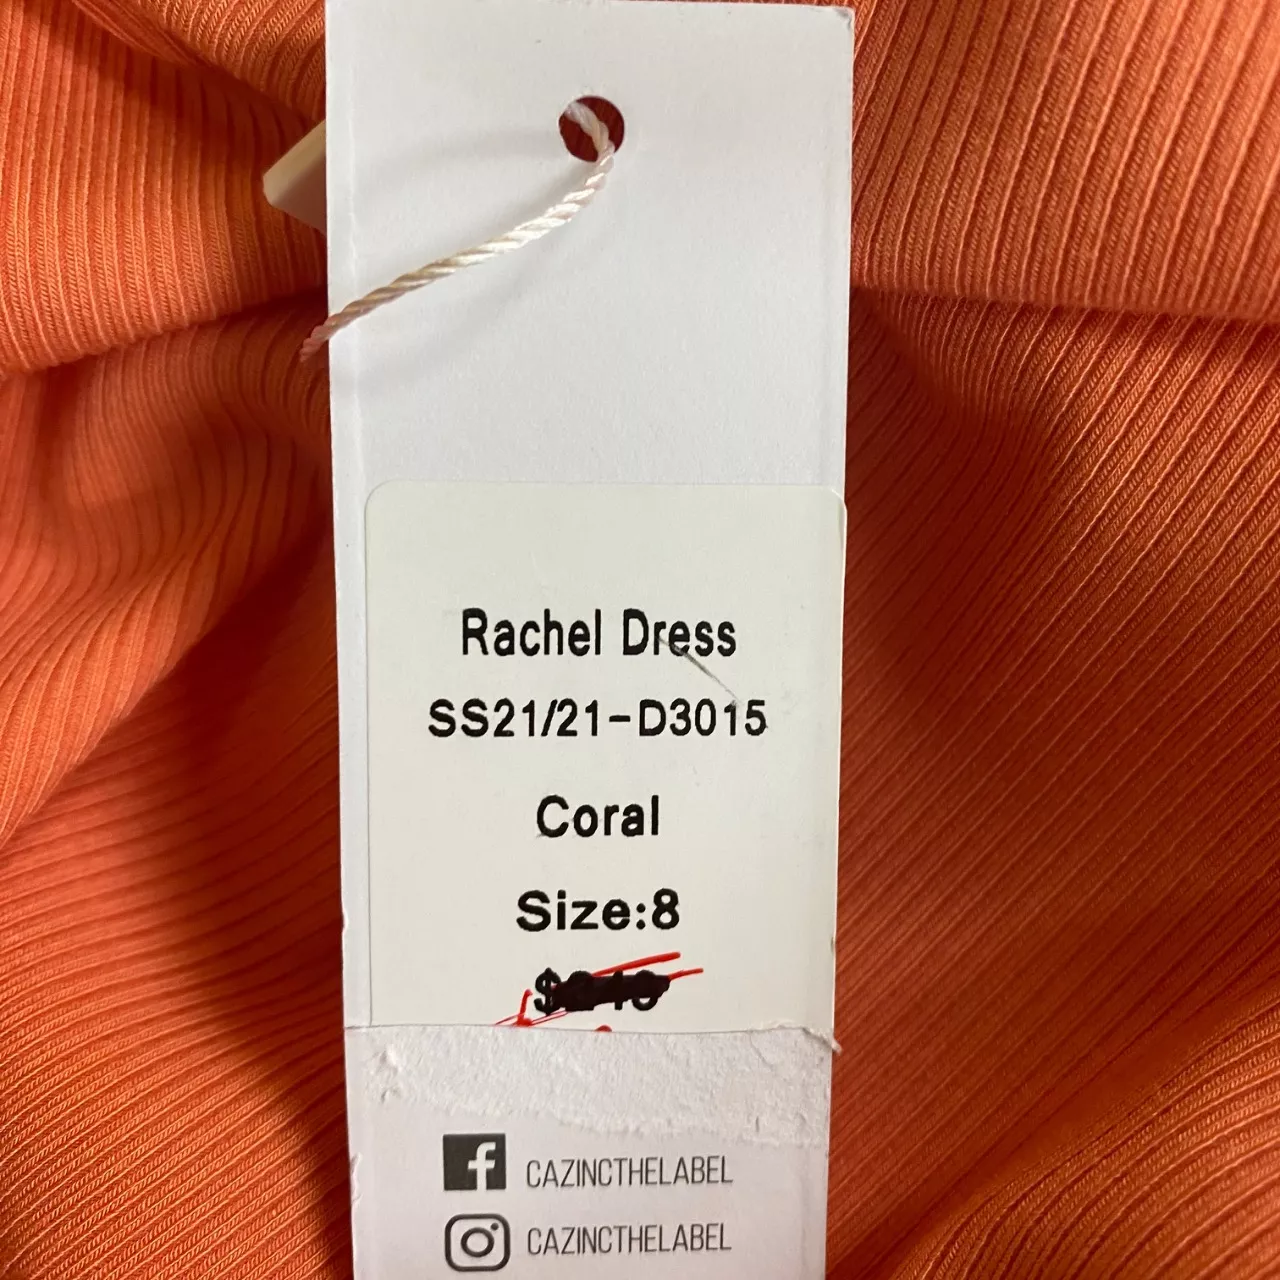 Rachel Dress
SS21/21-D3015
Coral
Size:8
CAZINCTHELABEL
CAZINCTHELABEL